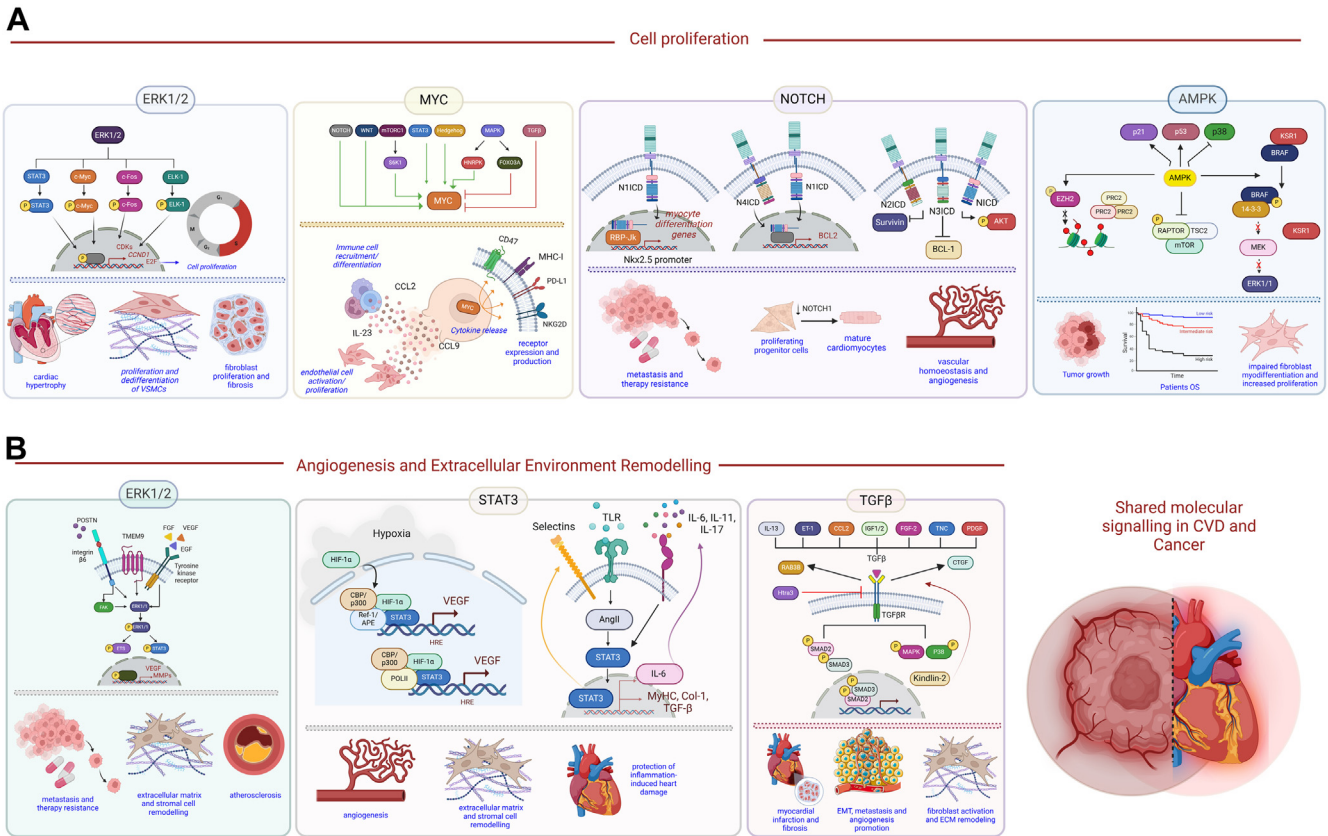 A
Cell proliferation
ERK1/2
ERK1/2
STAT3
c-Myc
c-Fos
ELK-1
P
STAT3
P
c-Myc
P
c-Fos
P
ELK-1
G₁
S
G₂
M
CDKs
CCND1
E2F
P
Cell proliferation
cardiac
hypertrophy
proliferation and
dedifferentiation
of VSMCs
fibroblast
proliferation and
fibrosis
MYC
NOTCH
WNT
mTORC1
STAT3
Hedgehog
MAPK
TGFβ
S6K1
HNRPK
FOXO3A
MYC
Immune cell
recruitment/
differentiation
CCL2
IL-23
CCL9
MYC
Cytokine release
CD47
MHC-I
PD-L1
NKG2D
receptor
expression and
production
endothelial cell
activation/
proliferation
NOTCH
N1ICD
RBP-Jk
myocyte
differentiation
genes
Nkx2.5 promoter
N4ICD
N1ICD
BCL2
N2ICD
N3ICD
NICD
Survivin
BCL-1
P
AKT
metastasis and
therapy resistance
NOTCH1
proliferating
progenitor cells
mature
cardiomyocytes
vascular
homoeostasis and
angiogenesis
AMPK
p21
p53
p38
KSR1
BRAF
AMPK
P
EZH2
PRC2
PRC2
PRC2
P
RAPTOR
TSC2
mTOR
BRAF
P
14-3-3
MEK
KSR1
ERK1/1
Tumor growth
Survival
Low risk
Intermediate risk
High risk
Time
Patients OS
impaired fibroblast
myodifferentiation and
increased proliferation
B
Angiogenesis and Extracellular Environment Remodelling
ERK1/2
POSTN
integrin
β6
TMEM9
FGF
VEGF
EGF
Tyrosine
kinase
receptor
FAK
ERK1/1
P
ERK1/1
P
ETS
P
STAT3
P
VEGF
MMPs
metastasis and
therapy resistance
extracellular matrix
and stromal cell
remodelling
atherosclerosis
STAT3
Hypoxia
HIF-1α
CBP/
p300
HIF-1α
Ref-1/
APE
STAT3
VEGF
HRE
CBP/
p300
HIF-1α
POLII
STAT3
VEGF
HRE
Selectins
TLR
IL-6, IL-11,
IL-17
AngII
STAT3
STAT3
IL-6
MyHC, Col-1,
TGF-β
angiogenesis
extracellular matrix
and stromal cell
remodelling
protection of
inflammation-
induced heart
damage
TGFβ
IL-13
ET-1
CCL2
IGF1/2
FGF-2
TNC
PDGF
TGFβ
RAB3B
CTGF
Htra3
TGFβR
P
SMAD2
P
SMAD3
P
MAPK
P
P38
Kindlin-2
P
SMAD3
P
SMAD2
myocardial
infarction and
fibrosis
EMT, metastasis and
angiogenesis
promotion
fibroblast activation
and ECM remodeling
Shared molecular
signalling in CVD and
Cancer